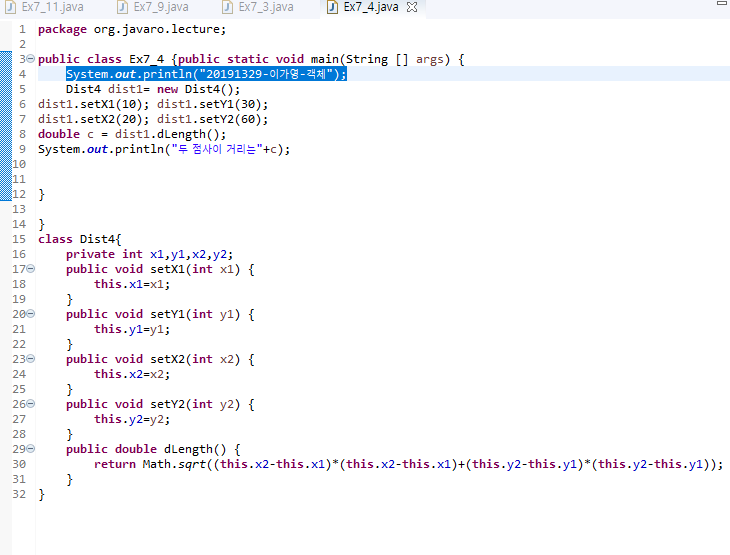 Ex7_11.java Ex7_9.java Ex7_3.java Ex7_4.java
1 package org.javaro.lecture;
2
3 public class Ex7_4 {public static void main(String [] args) {
4 System.out.println("20191329-이가영-객체");
5 Dist4 dist1= new Dist4();
6 dist1.setX1(10); dist1.setY1(30);
7 dist1.setX2(20); dist1.setY2(60);
8 double c = dist1.dLength();
9 System.out.println("두 점사이 거리는"+c);
10
11
12 }
13
14 }
15 class Dist4{
16 private int x1,y1,x2,y2;
17 public void setX1(int x1) {
18 this.x1=x1;
19 }
20 public void setY1(int y1) {
21 this.y1=y1;
22 }
23 public void setX2(int x2) {
24 this.x2=x2;
25 }
26 public void setY2(int y2) {
27 this.y2=y2;
28 }
29 public double dLength() {
30 return Math.sqrt((this.x2-this.x1)*(this.x2-this.x1)+(this.y2-this.y1)*(this.y2-this.y1));
31 }
32 }